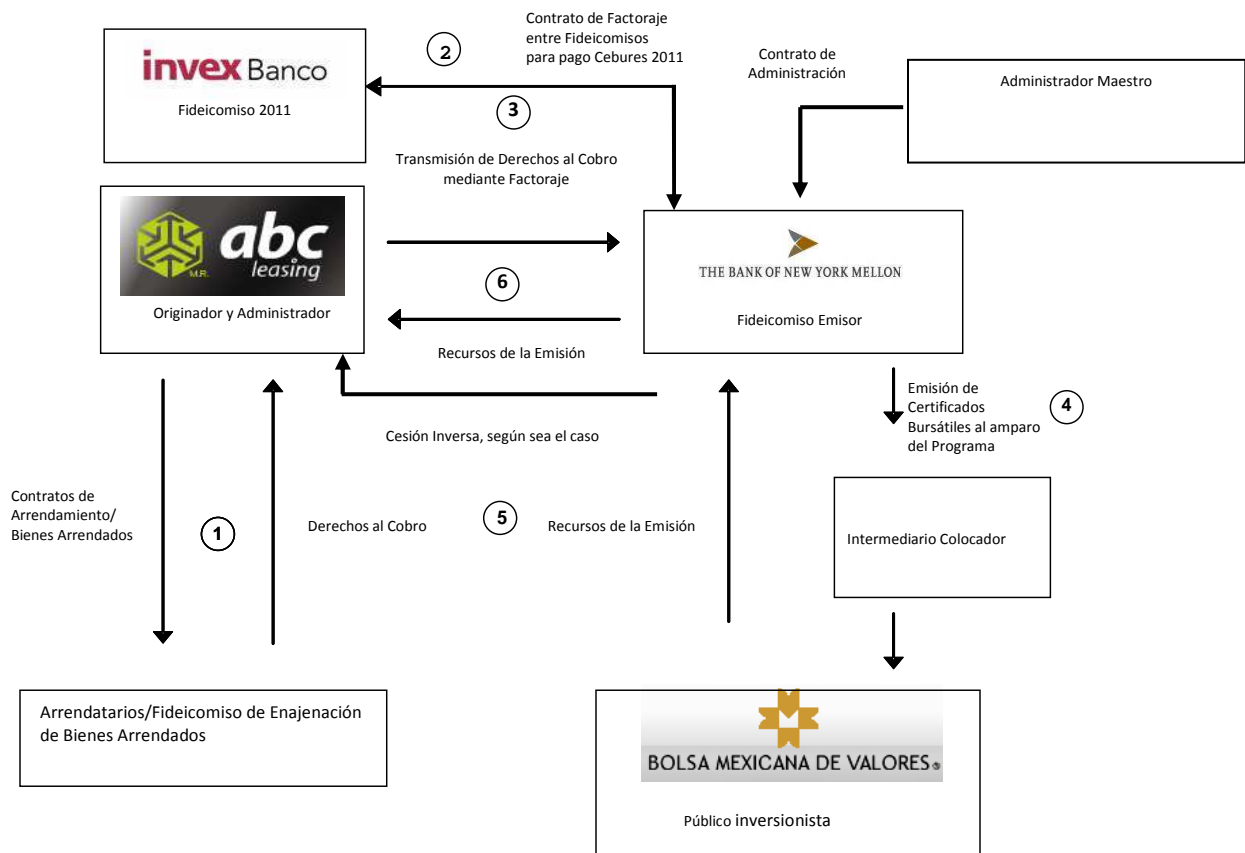 Contrato de Factoraje
entre Fideicomisos
para pago Cebures 2011
2
invex Banco
Fideicomiso 2011
Contrato de
Administración
Administrador Maestro
3
Transmisión de Derechos al Cobro
mediante Factoraje
abc
leasing
M.R.
Originador y Administrador
THE BANK OF NEW YORK MELLON
Fideicomiso Emisor
6
Recursos de la Emisión
Cesión Inversa, según sea el caso
Emisión de
Certificados
Bursátiles al amparo
del Programa
4
Contratos de
Arrendamiento/
Bienes Arrendados
1
Derechos al Cobro
5
Recursos de la Emisión
Intermediario Colocador
Arrendatarios/Fideicomiso de Enajenación
de Bienes Arrendados
BOLSA MEXICANA DE VALORES
Público inversionista